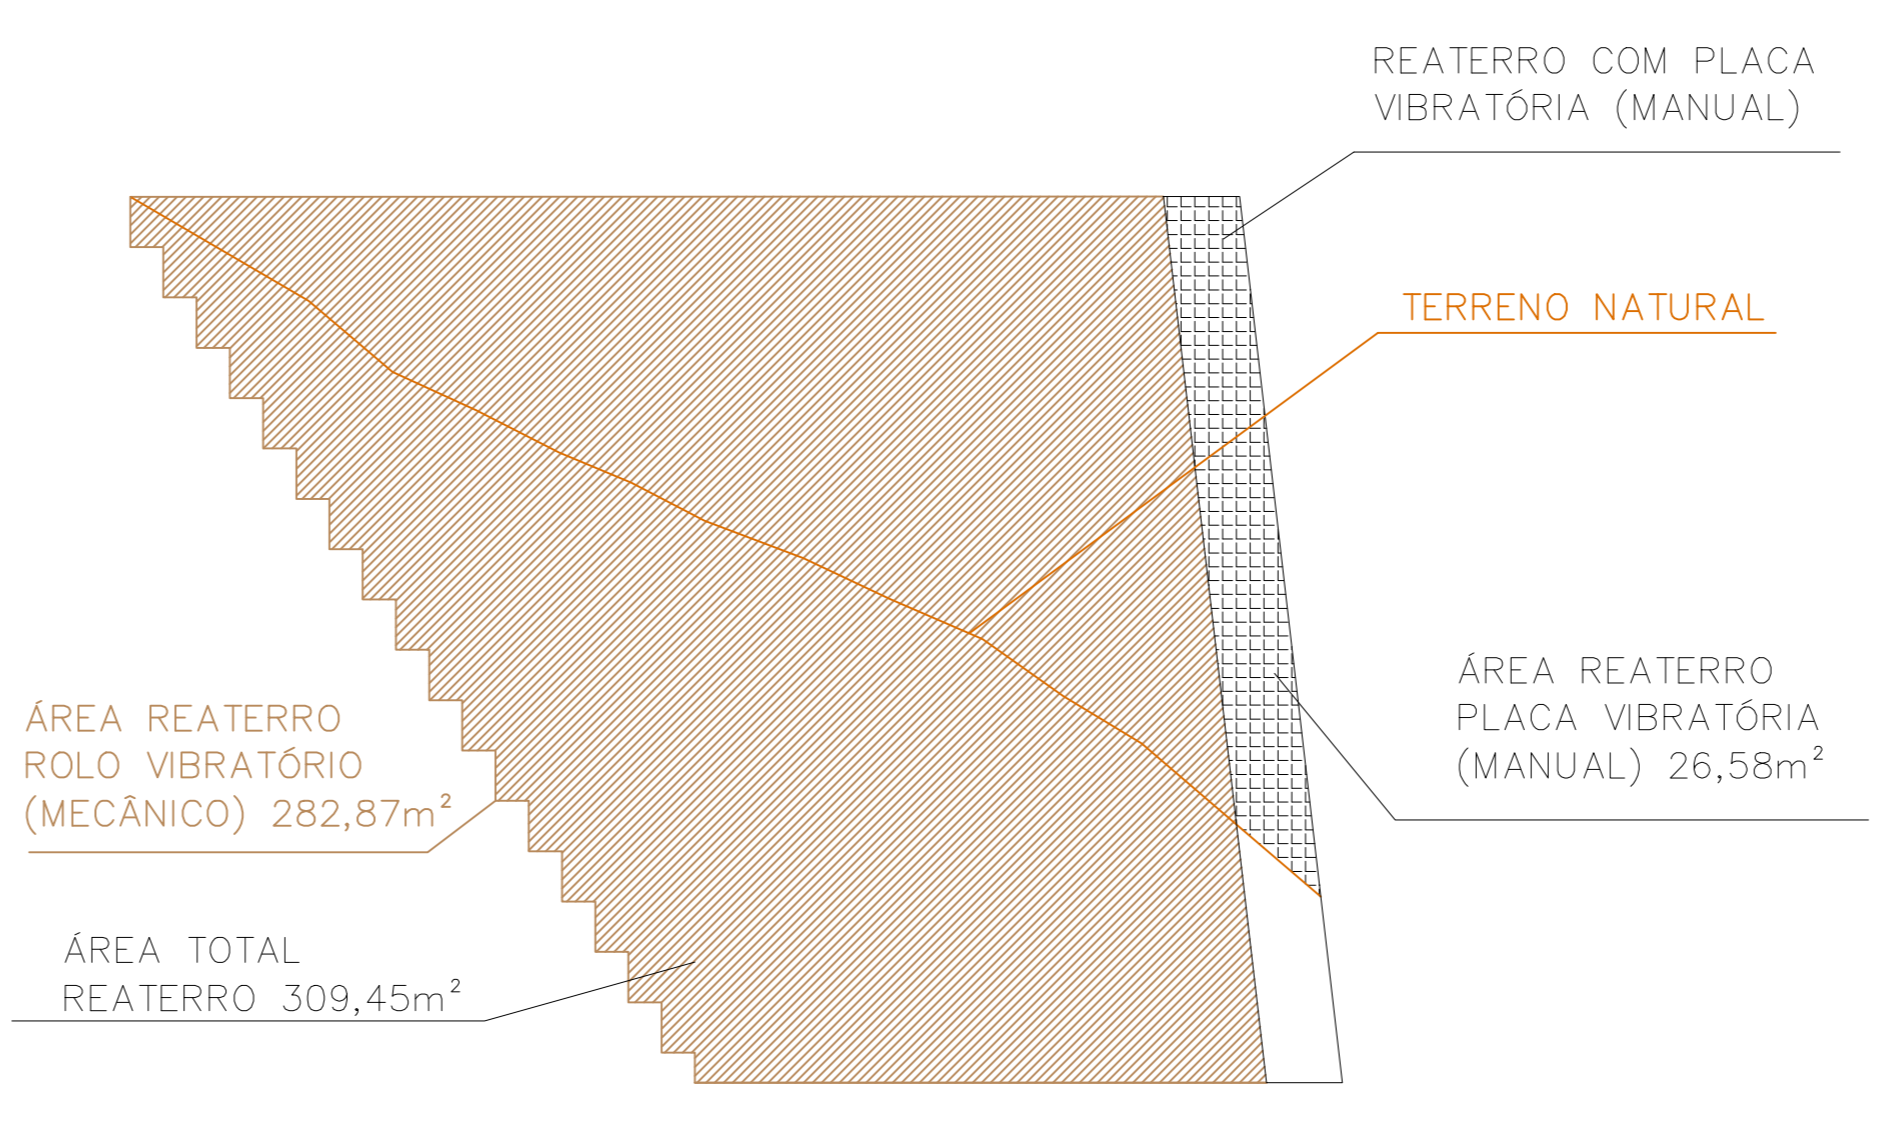 REATERRO COM PLACA
VIBRATÓRIA (MANUAL)
TERRENO NATURAL
ÁREA REATERRO
PLACA VIBRATÓRIA
(MANUAL) 26,58m²
ÁREA REATERRO
ROLO VIBRATÓRIO
(MECÂNICO) 282,87m²
ÁREA TOTAL
REATERRO 309,45m²